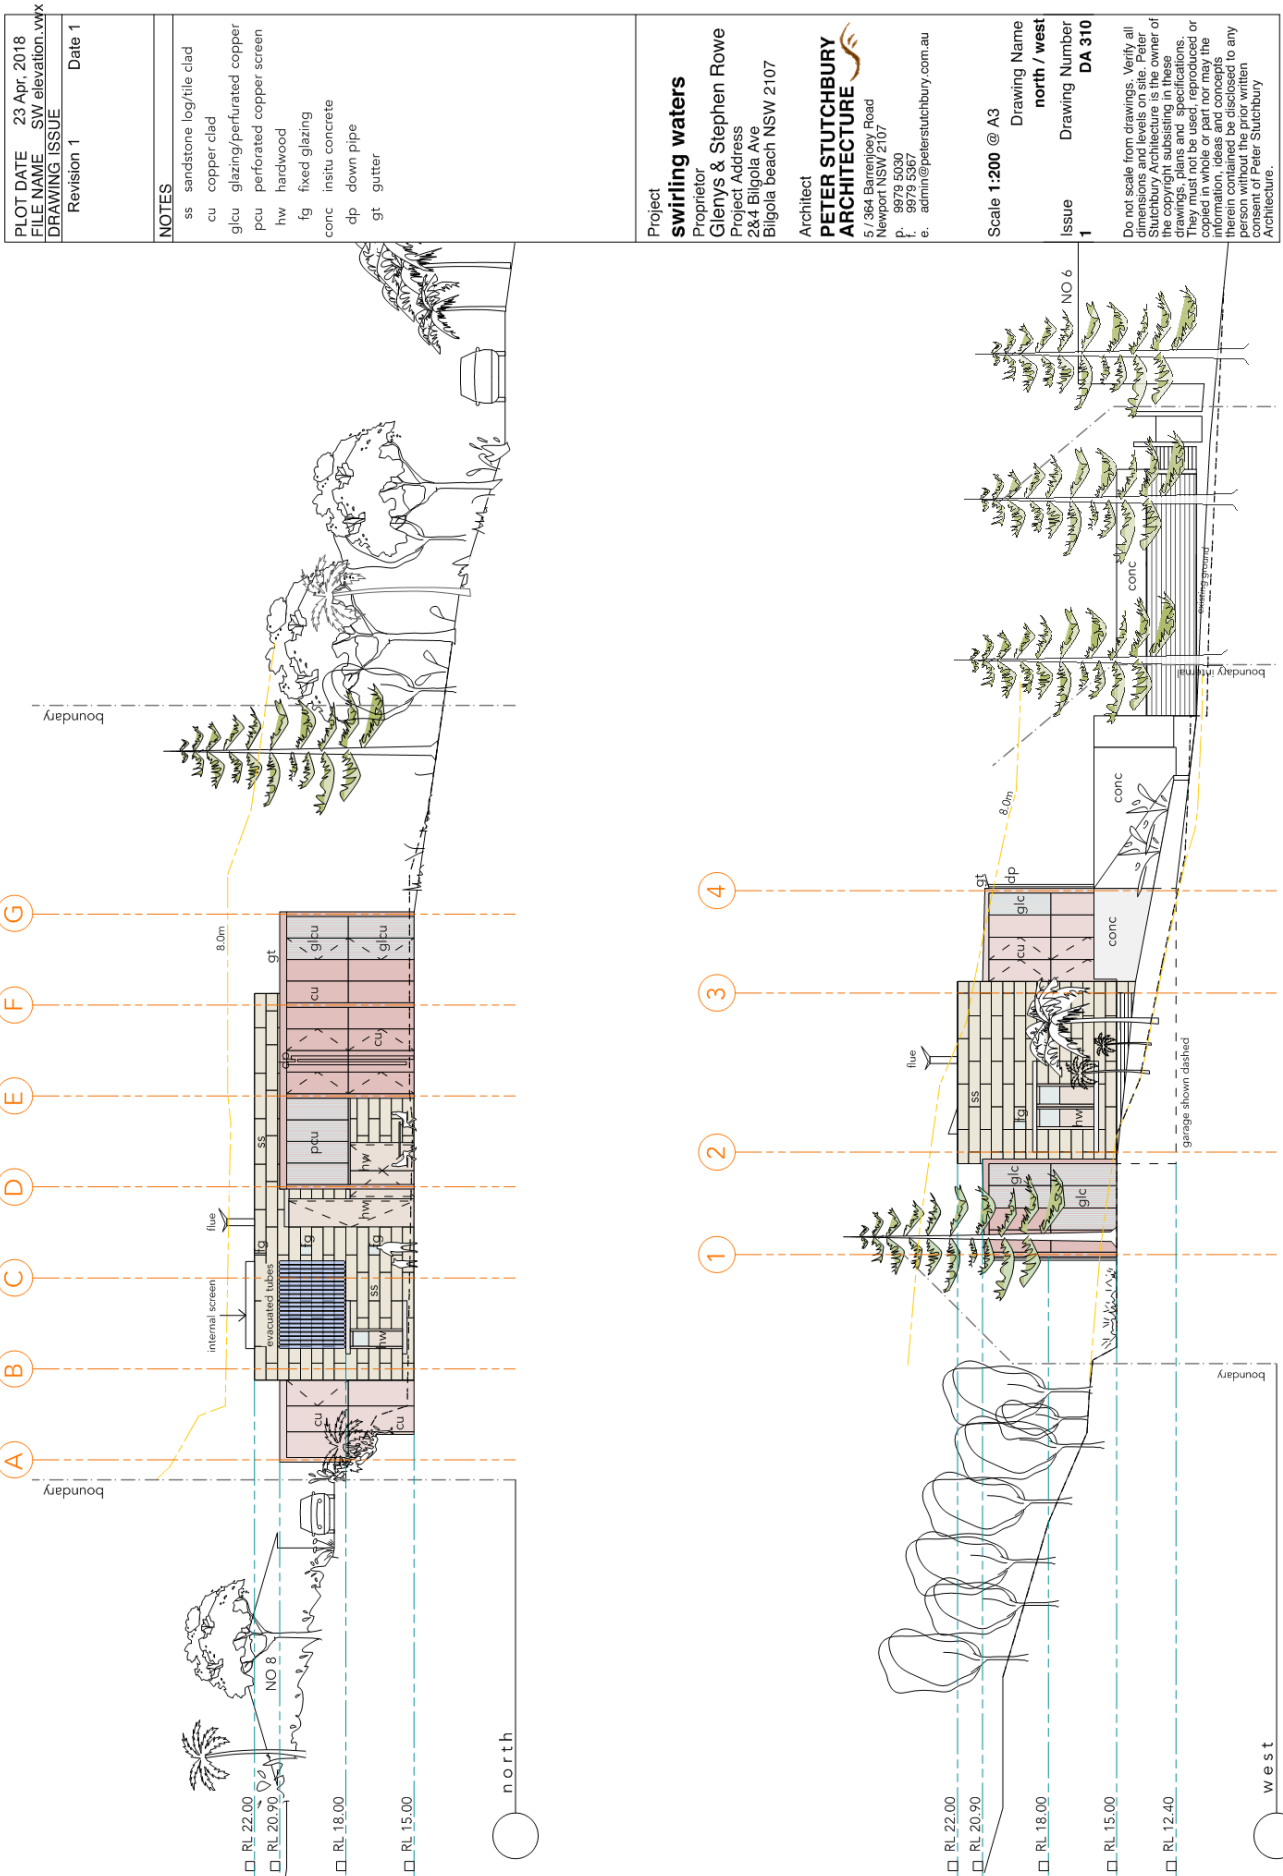 PLOT DATE 23 Apr, 2018
FILE NAME SW elevation.vwx
DRAWING ISSUE
Revision 1 Date 1
NOTES
ss sandstone log/tile clad
cu copper clad
glcu glazing/perfurated copper
pcu perforated copper screen
hw hardwood
fg fixed glazing
conc insitu concrete
dp down pipe
gt gutter
Project
swirling waters
Proprietor
Glenys & Stephen Rowe
Project Address
2&4 Bilgola Ave
Bilgola beach NSW 2107
Architect
PETER STUTCHBURY
ARCHITECTURE
5 / 364 Barrenjoey Road
Newport NSW 2107
p. 9979 5030
f. 9979 5367
e. admin@peterstutchbury.com.au
Scale 1:200 @ A3
Drawing Name
north / west
Issue Drawing Number
1 DA 310
Do not scale from drawings. Verify all
dimensions and levels on site. Peter
Stutchbury Architecture is the owner of
the copyright subsisting in these
drawings, plans and specifications.
They must not be used, reproduced or
copied in whole or part nor may the
information, ideas and concepts
therein contained be disclosed to any
person without the prior written
consent of Peter Stutchbury
Architecture.
A
B
C
D
E
F
G
boundary
boundary
8.0m
internal screen
flue
gt
evacuated tubes
fg
ss
fg
fg
ss
hw
hw
hw
pcu
dp
cu
cu
glcu
glcu
cu
cu
NO 8
RL 22.00
RL 20.90
RL 18.00
RL 15.00
north
1
2
3
4
flue
8.0m
gt
dp
ss
fg
hw
cu
glc
glc
glc
conc
conc
conc
NO 6
existing ground
boundary internal
garage shown dashed
boundary
RL 22.00
RL 20.90
RL 18.00
RL 15.00
RL 12.40
west